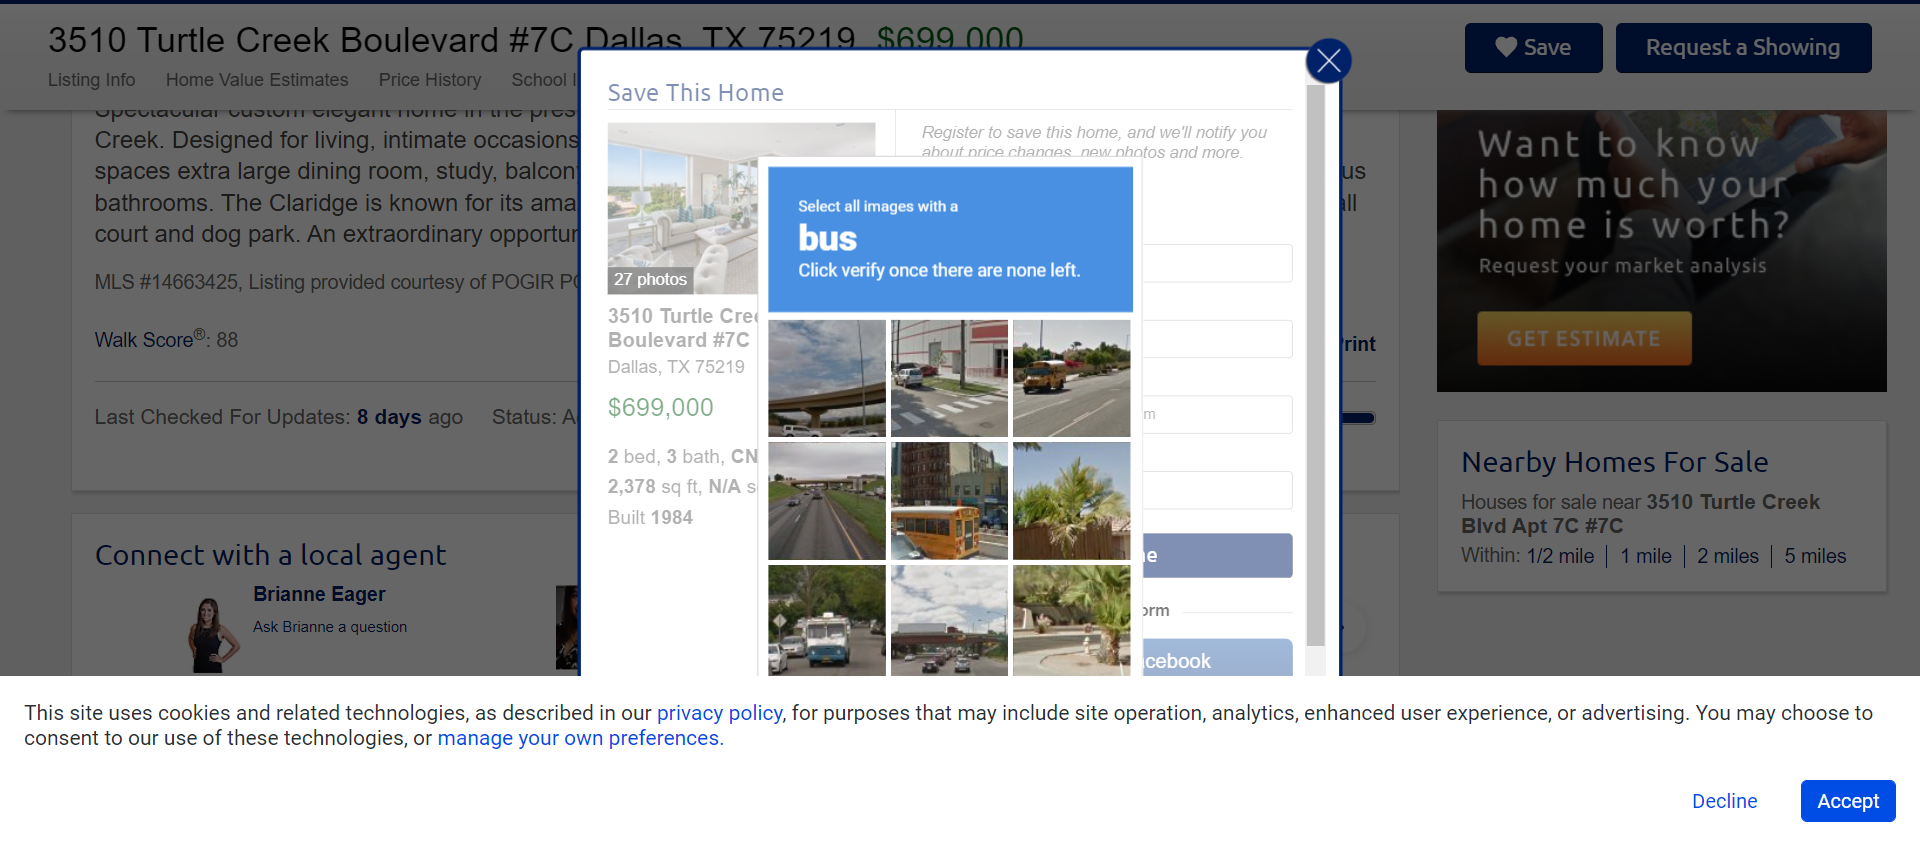 3510 Turtle Creek Boulevard #7C Dallas, TX 75219 $699,000
Save
Request a Showing
Listing Info
Home Value Estimates
Price History
School I
Spectacular custom elegant home in the pres
Creek. Designed for living, intimate occasions
spaces extra large dining room, study, balcon
us
bathrooms. The Claridge is known for its ama
all
court and dog park. An extraordinary opportur
MLS #14663425, Listing provided courtesy of POGIR PO
Walk Score®: 88
Print
Last Checked For Updates: 8 days ago
Status: A
Connect with a local agent
Brianne Eager
Ask Brianne a question
Save This Home
27 photos
3510 Turtle Cree
Boulevard #7C
Dallas, TX 75219
$699,000
2 bed, 3 bath, CN
2,378 sq ft, N/A s
Built 1984
Register to save this home, and we'll notify you
about price changes, new photos and more.
Select all images with a
bus
Click verify once there are none left.
m
ne
orm
acebook
Want to know
how much your
home is worth?
Request your market analysis
GET ESTIMATE
Nearby Homes For Sale
Houses for sale near 3510 Turtle Creek
Blvd Apt 7C #7C
Within: 1/2 mile | 1 mile | 2 miles | 5 miles
This site uses cookies and related technologies, as described in our privacy policy, for purposes that may include site operation, analytics, enhanced user experience, or advertising. You may choose to
consent to our use of these technologies, or manage your own preferences.
Decline
Accept